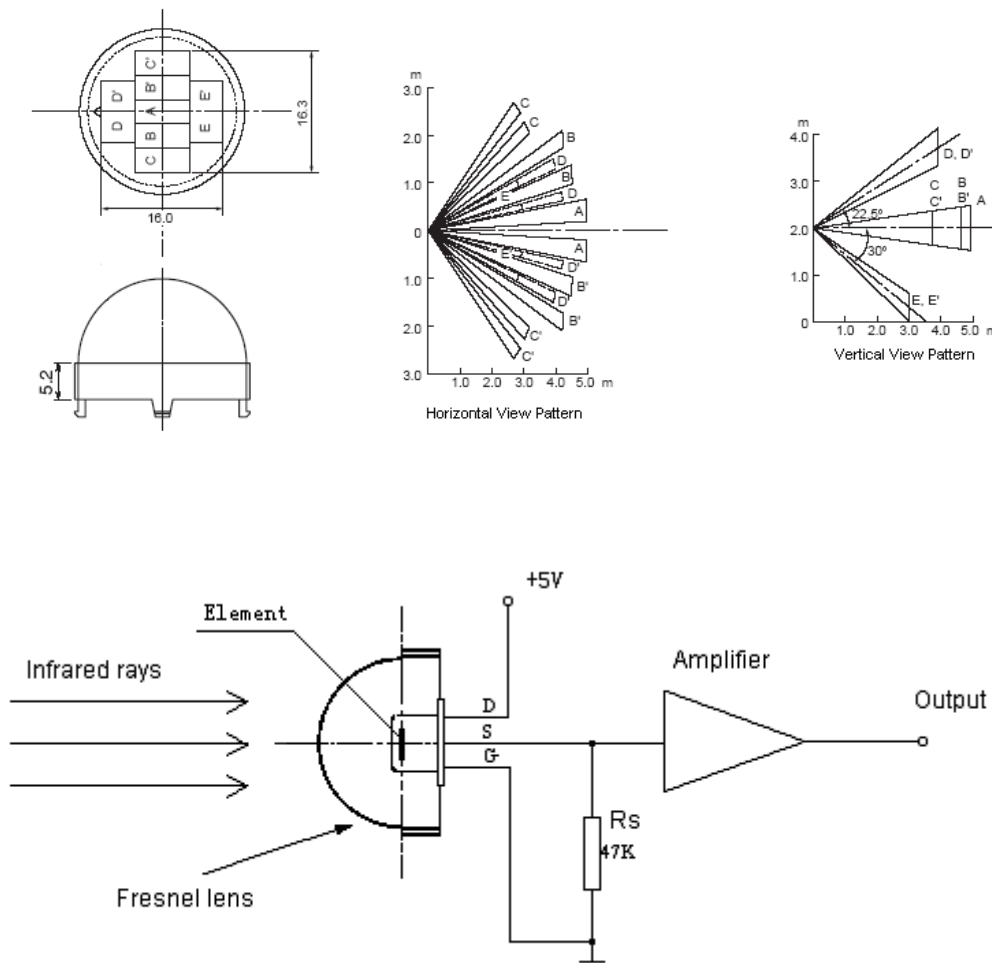 C'
B'
A
B
C
D'
D
E'
E
16.3
16.0
5.2
m
3.0
2.0
1.0
0
1.0
2.0
3.0
C
C
B
D
B
E
D
A
A
E'
D'
B'
D'
B'
C'
C'
1.0 2.0 3.0 4.0 5.0 m
Horizontal View Pattern
m
4.0
3.0
2.0
1.0
0
D, D'
C B
C' B' A
22.5º
30º
E, E'
1.0 2.0 3.0 4.0 5.0 m
Vertical View Pattern
+5V
Element
Infrared rays
Amplifier
D
S
G
Output
Rs
47K
Fresnel lens